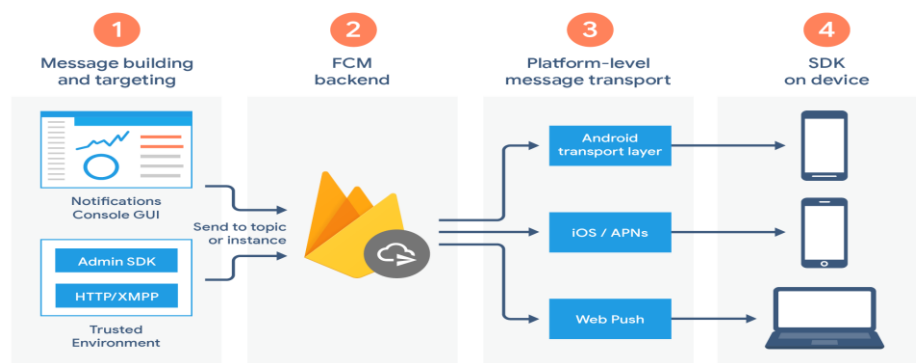 1
Message building
and targeting
2
FCM
backend
3
Platform-level
message transport
4
SDK
on device
Notifications
Console GUI
Send to topic
or instance
Admin SDK
HTTP/XMPP
Trusted
Environment
Android
transport layer
iOS / APNs
Web Push